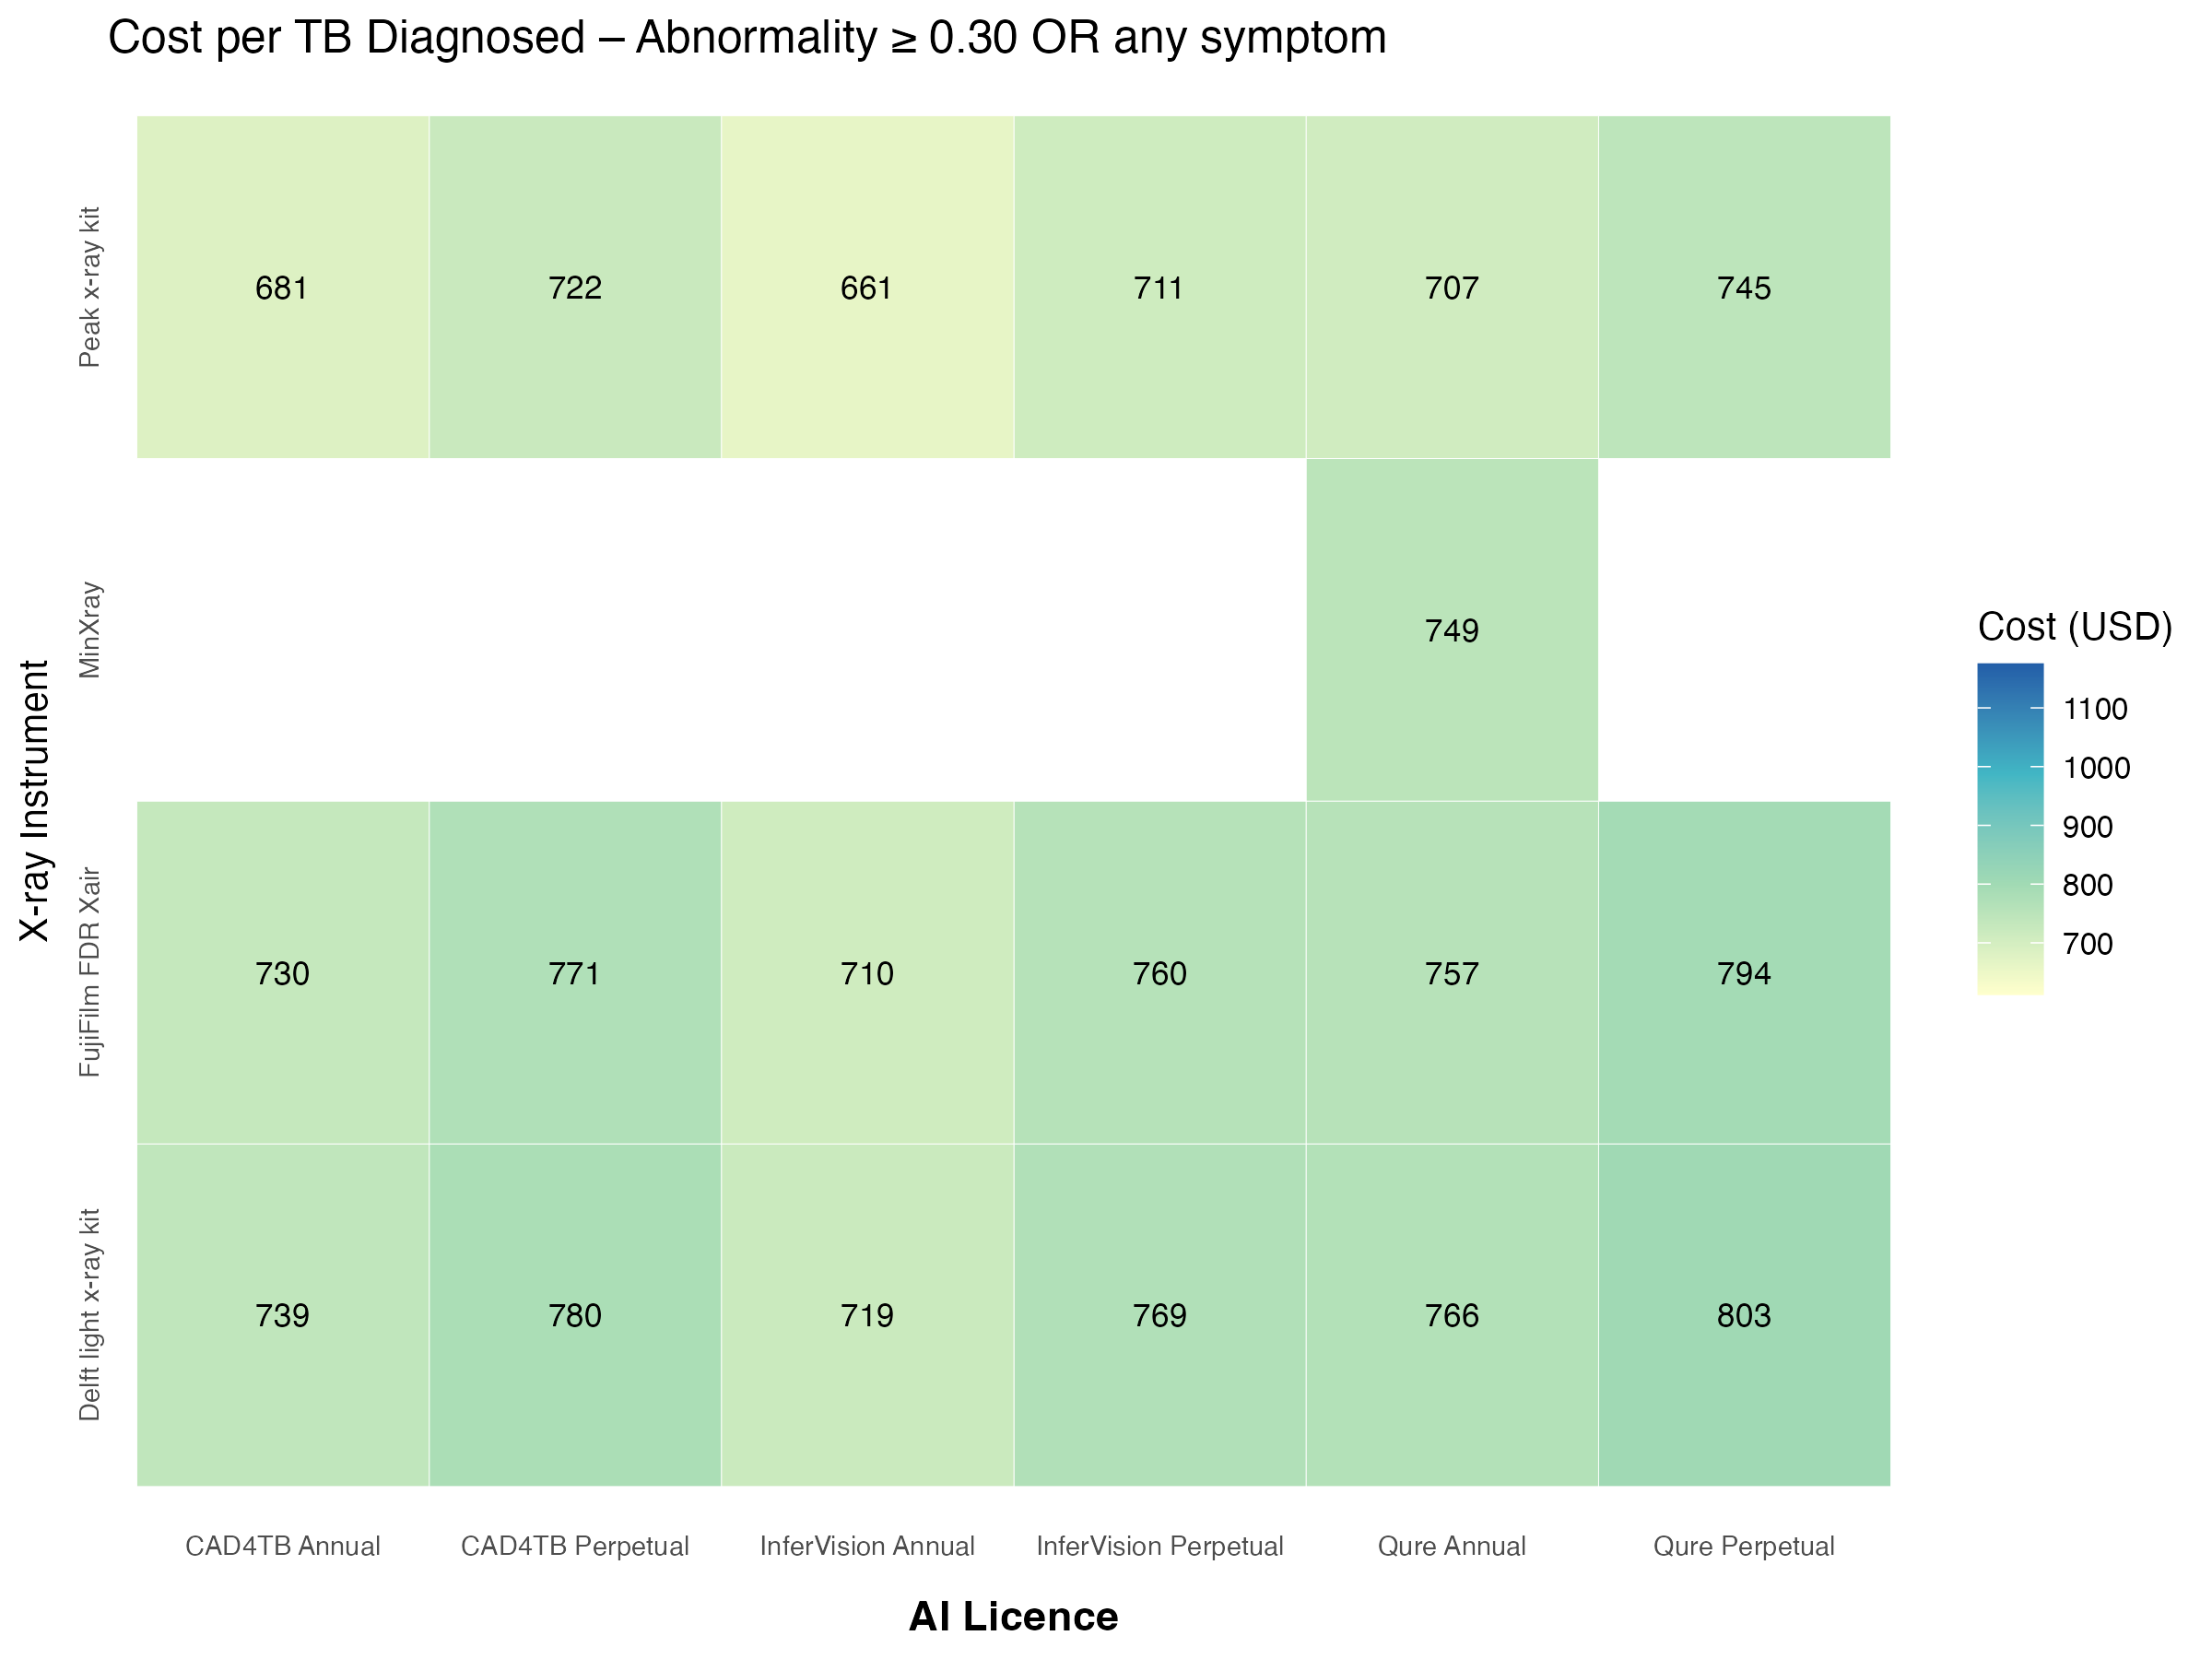 Cost per TB Diagnosed – Abnormality ≥ 0.30 OR any symptom
X-ray Instrument
Peak x-ray kit
681 722 661 711 707 745
MinXray
749
FujiFilm FDR Xair
730 771 710 760 757 794
Delft light x-ray kit
739 780 719 769 766 803
CAD4TB Annual CAD4TB Perpetual InferVision Annual InferVision Perpetual Qure Annual Qure Perpetual
AI Licence
Cost (USD)
1100
1000
900
800
700